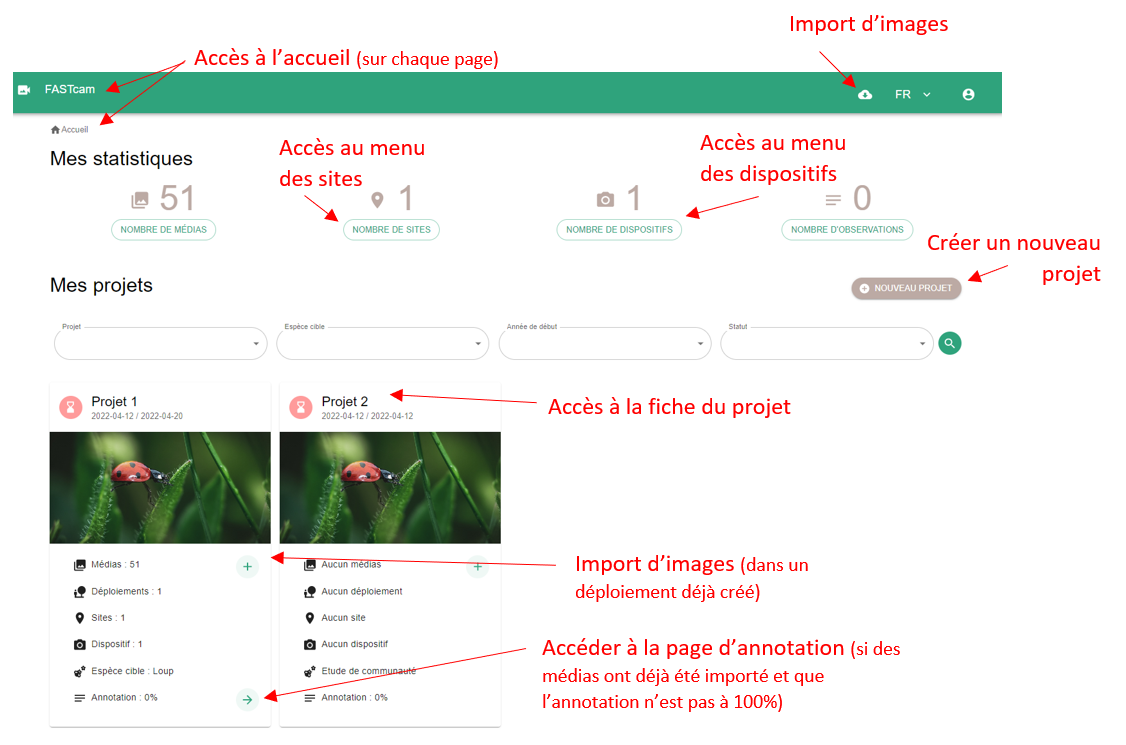 Import d’images
Accès à l’accueil (sur chaque page)
FASTcam
FR
Accueil
Mes statistiques
Accès au menu
des sites
Accès au menu
des dispositifs
51
1
1
0
NOMBRE DE MÉDIAS
NOMBRE DE SITES
NOMBRE DE DISPOSITIFS
NOMBRE D'OBSERVATIONS
Créer un nouveau
projet
Mes projets
NOUVEAU PROJET
Projet
Espèce cible
Année de début
Statut
Projet 1
2022-04-12 / 2022-04-20
Projet 2
2022-04-12 / 2022-04-12
Accès à la fiche du projet
Médias : 51
Déploiements : 1
Sites : 1
Dispositif : 1
Espèce cible : Loup
Annotation : 0%
Aucun médias
Aucun déploiement
Aucun site
Aucun dispositif
Etude de communauté
Annotation : 0%
Import d’images (dans un
déploiement déjà créé)
Accéder à la page d’annotation (si des
médias ont déjà été importé et que
l’annotation n’est pas à 100%)